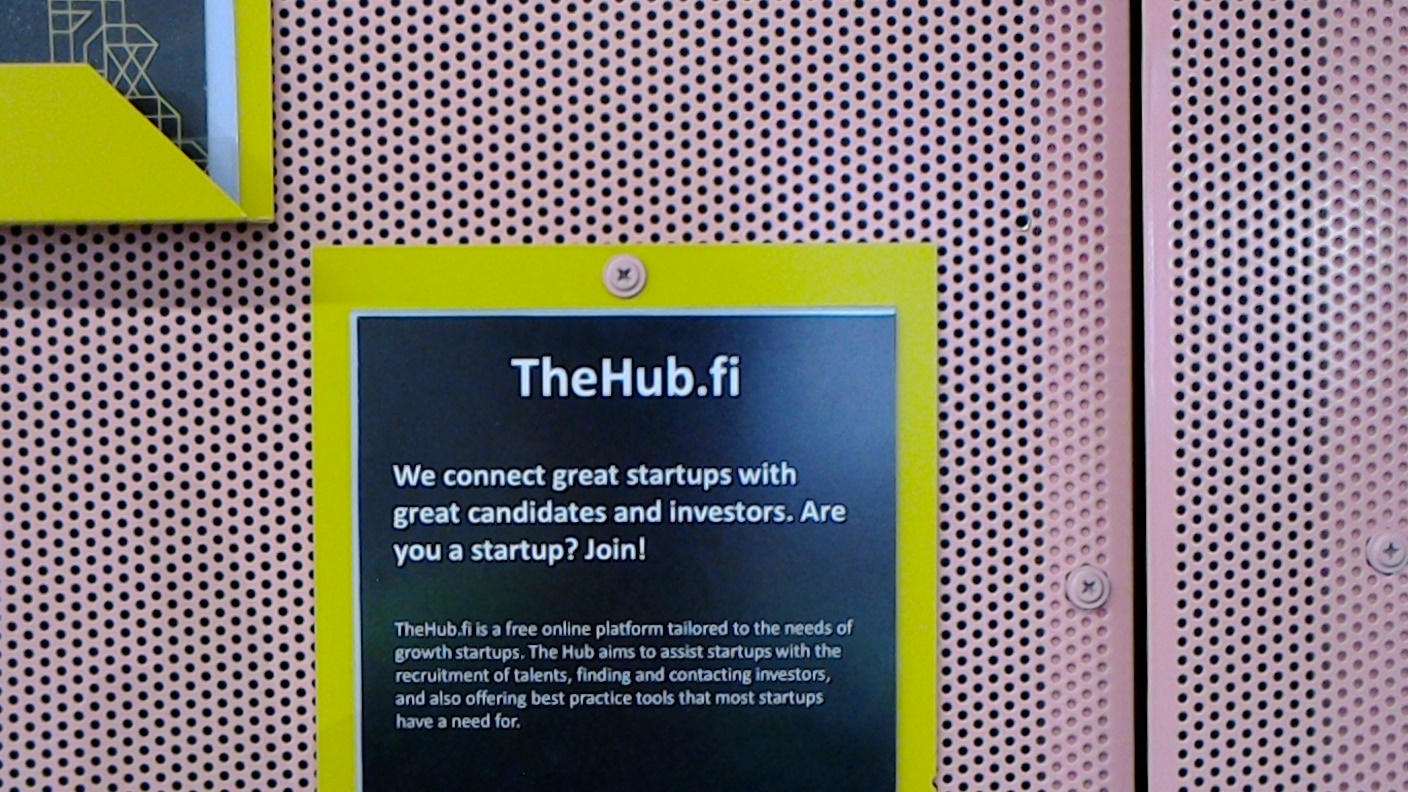 TheHub.fi
We connect great startups with
great candidates and investors. Are
you a startup? Join!
TheHub.fi is a free online platform tailored to the needs of
growth startups. The Hub aims to assist startups with the
recruitment of talents, finding and contacting investors,
and also offering best practice tools that most startups
have a need for.